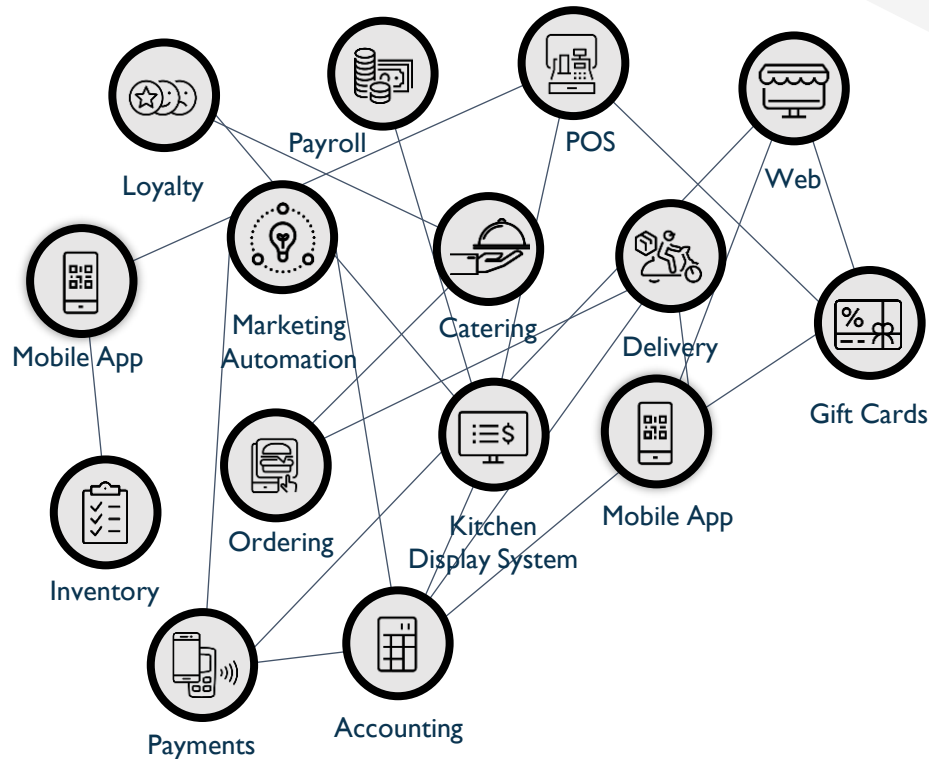 Payroll
POS
Loyalty
Web
Marketing
Automation
Catering
Delivery
Mobile App
%
Gift Cards
$
Ordering
Kitchen
Display System
Mobile App
Inventory
Accounting
Payments